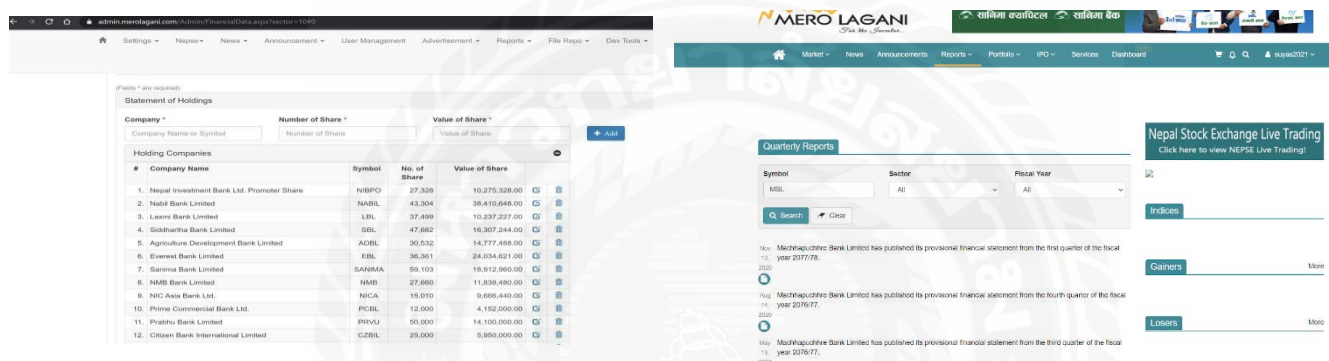 admin.merolagani.com/Admin/FinancialData.aspx?sector=10#0
Settings Nepse News Announcement User Management Advertisement Reports File Repo Dev Tools
(Fields * are required)
Statement of Holdings
Company * Number of Share * Value of Share *
Company Name or Symbol Number of Share Value of Share + Add
Holding Companies
# Company Name Symbol No. of Share Value of Share
1. Nepal Investment Bank Ltd. Promoter Share NIBPO 27,328 10,275,328.00
2. Nabil Bank Limited NABIL 43,304 38,410,648.00
3. Laxmi Bank Limited LBL 37,499 10,237,227.00
4. Siddhartha Bank Limited SBL 47,682 16,307,244.00
5. Agriculture Development Bank Limited ADBL 30,532 14,777,488.00
6. Everest Bank Limited EBL 36,361 24,034,621.00
7. Sanima Bank Limited SANIMA 59,103 18,912,960.00
8. NMB Bank Limited NMB 27,660 11,838,480.00
9. NIC Asia Bank Ltd. NICA 15,010 9,666,440.00
10. Prime Commercial Bank Ltd. PCBL 12,000 4,152,000.00
11. Prabhu Bank Limited PRVU 50,000 14,100,000.00
12. Citizen Bank International Limited CZBIL 25,000 5,950,000.00
MERO LAGANI
For the Investor...
सानिमा क्यापिटल सानिमा बैंक
Market News Announcements Reports Portfolio IPO Services Dashboard suyas2021
Quarterly Reports
Symbol Sector Fiscal Year
MBL All All
Search Clear
Nov 13, 2020 Machhapuchhre Bank Limited has published its provisional financial statement from the first quarter of the fiscal
year 2077/78.
Aug 14, 2020 Machhapuchhre Bank Limited has published its provisional financial statement from the fourth quarter of the fiscal
year 2076/77.
May 13, Machhapuchhre Bank Limited has published its provisional financial statement from the third quarter of the fiscal
year 2076/77.
Nepal Stock Exchange Live Trading
Click here to view NEPSE Live Trading!
Indices
Gainers More
Losers More